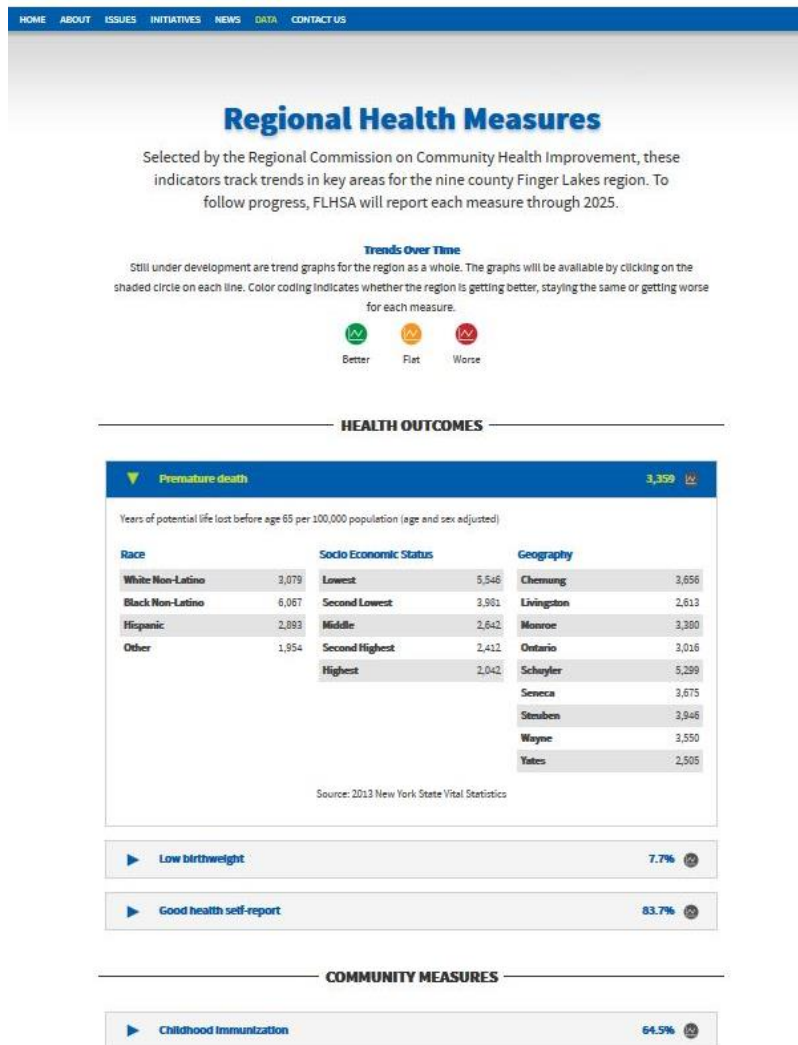 HOME ABOUT ISSUES INITIATIVES NEWS DATA CONTACT US
Regional Health Measures
Selected by the Regional Commission on Community Health Improvement, these
indicators track trends in key areas for the nine county Finger Lakes region. To
follow progress, FLHSA will report each measure through 2025.
Trends Over Time
Still under development are trend graphs for the region as a whole. The graphs will be available by clicking on the
shaded circle on each line. Color coding indicates whether the region is getting better, staying the same or getting worse
for each measure.
Better Flat Worse
HEALTH OUTCOMES
Premature death 3,359
Years of potential life lost before age 65 per 100,000 population (age and sex adjusted)
Race Socio Economic Status Geography
White Non-Latino 3,079 Lowest 5,546 Chemung 3,656
Black Non-Latino 6,067 Second Lowest 3,981 Livingston 2,613
Hispanic 2,893 Middle 2,642 Monroe 3,380
Other 1,954 Second Highest 2,412 Ontario 3,016
Highest 2,042 Schuyler 5,299
Seneca 3,675
Steuben 3,946
Wayne 3,550
Yates 2,505
Source: 2013 New York State Vital Statistics
Low birthweight 7.7%
Good health self-report 83.7%
COMMUNITY MEASURES
Childhood Immunization 64.5%